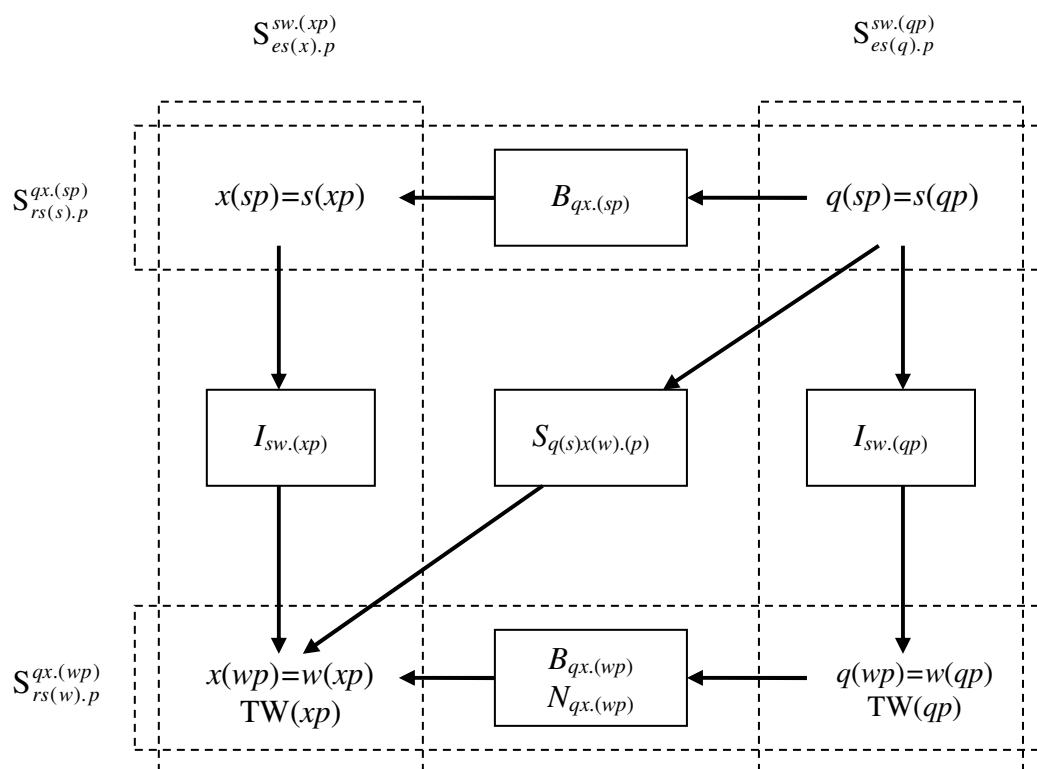 S^{sw.(xp)}_{es(x).p} S^{sw.(qp)}_{es(q).p}
S^{qx.(sp)}_{rs(s).p} x(sp)=s(xp) B_{qx.(sp)} q(sp)=s(qp)
I_{sw.(xp)} S_{q(s)x(w).(p)} I_{sw.(qp)}
S^{qx.(wp)}_{rs(w).p} x(wp)=w(xp) B_{qx.(wp)} q(wp)=w(qp)
TW(xp) N_{qx.(wp)} TW(qp)